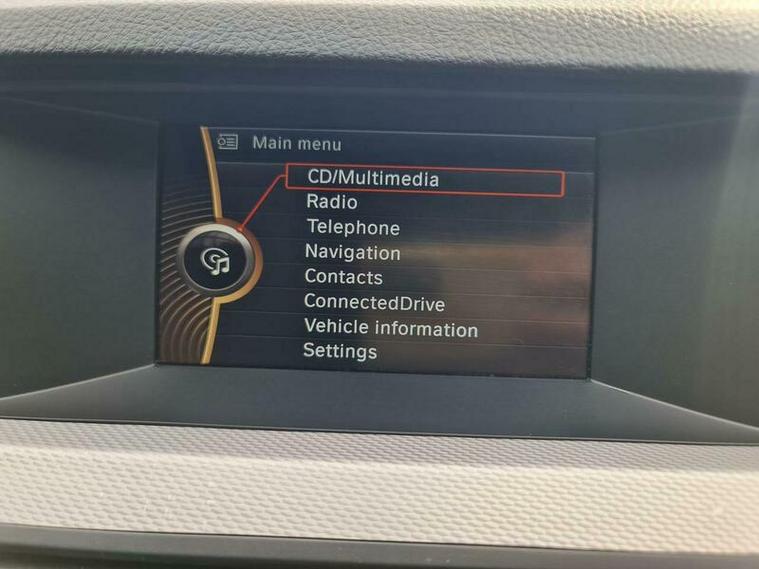 Main menu
CD/Multimedia
Radio
Telephone
Navigation
Contacts
ConnectedDrive
Vehicle information
Settings